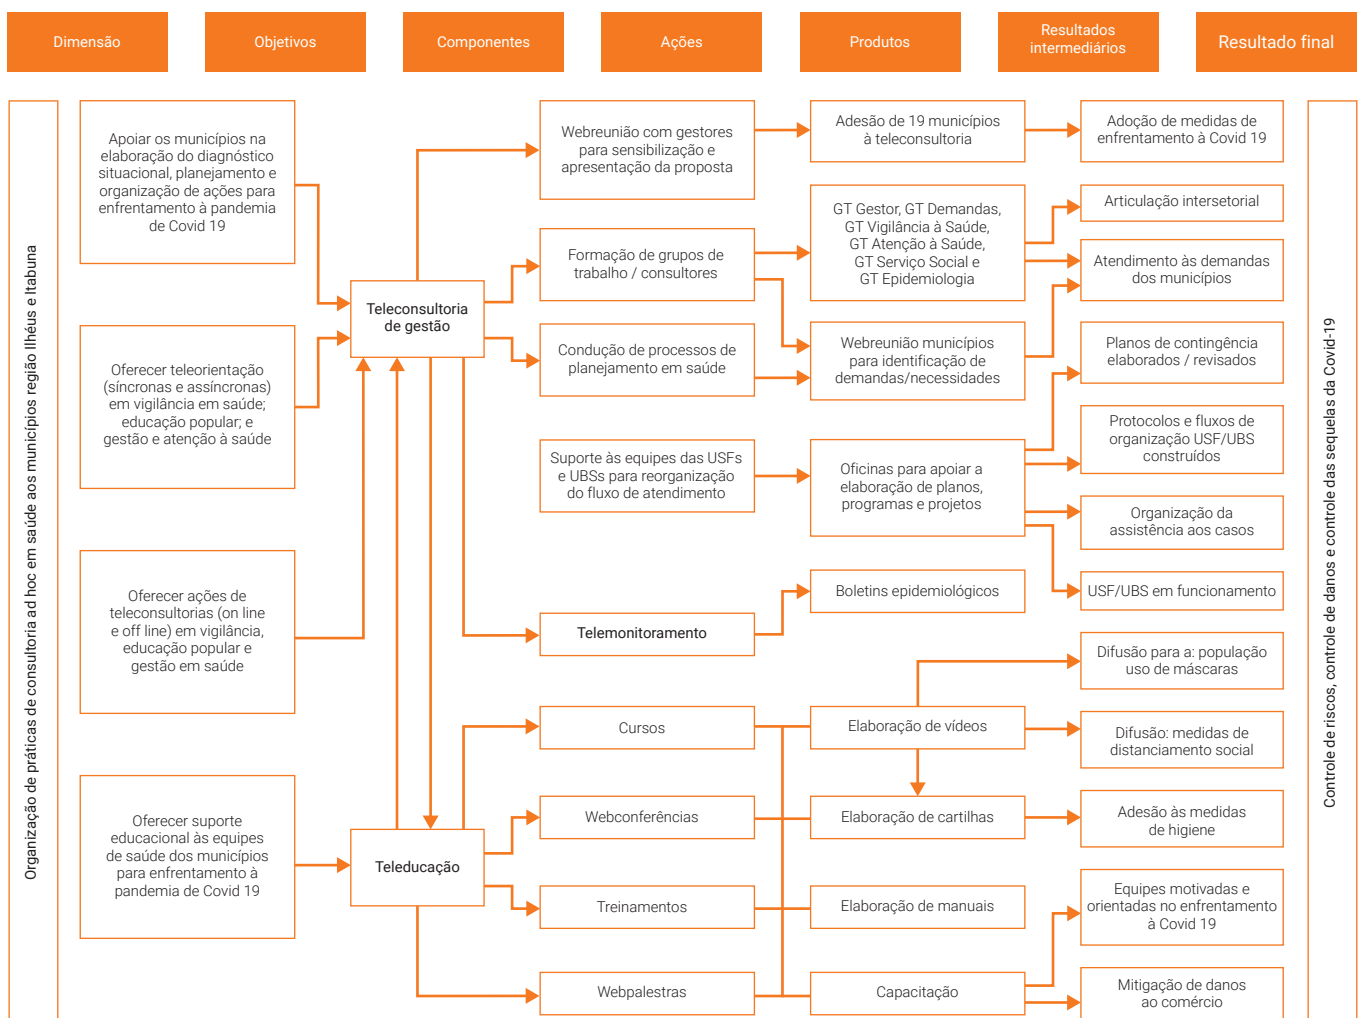 Dimensão
Objetivos
Componentes
Ações
Produtos
Resultados
intermediários
Resultado final
Organização de práticas de consultoria ad hoc em saúde aos municípios região Ilhéus e Itabuna
Apoiar os municípios na
elaboração do diagnóstico
situacional, planejamento e
organização de ações para
enfrentamento à pandemia
de Covid 19
Oferecer teleorientação
(síncronas e assíncronas)
em vigilância em saúde;
educação popular; e
gestão e atenção à saúde
Oferecer ações de
teleconsultorias (on line
e off line) em vigilância,
educação popular e
gestão em saúde
Oferecer suporte
educacional às equipes
de saúde dos municípios
para enfrentamento à
pandemia de Covid 19
Teleconsultoria
de gestão
Teleducação
Webreunião com gestores
para sensibilização e
apresentação da proposta
Formação de grupos de
trabalho / consultores
Condução de processos de
planejamento em saúde
Suporte às equipes das USFs
e UBSs para reorganização
do fluxo de atendimento
Telemonitoramento
Cursos
Webconferências
Treinamentos
Webpalestras
Adesão de 19 municípios
à teleconsultoria
GT Gestor, GT Demandas,
GT Vigilância à Saúde,
GT Atenção à Saúde,
GT Serviço Social e
GT Epidemiologia
Webreunião municípios
para identificação de
demandas/necessidades
Oficinas para apoiar a
elaboração de planos,
programas e projetos
Boletins epidemiológicos
Elaboração de vídeos
Elaboração de cartilhas
Elaboração de manuais
Capacitação
Adoção de medidas de
enfrentamento à Covid 19
Articulação intersetorial
Atendimento às demandas
dos municípios
Planos de contingência
elaborados / revisados
Protocolos e fluxos de
organização USF/UBS
construídos
Organização da
assistência aos casos
USF/UBS em funcionamento
Difusão para a: população
uso de máscaras
Difusão: medidas de
distanciamento social
Adesão às medidas
de higiene
Equipes motivadas e
orientadas no enfrentamento
à Covid 19
Mitigação de danos
ao comércio
Controle de riscos, controle de danos e controle das sequelas da Covid-19